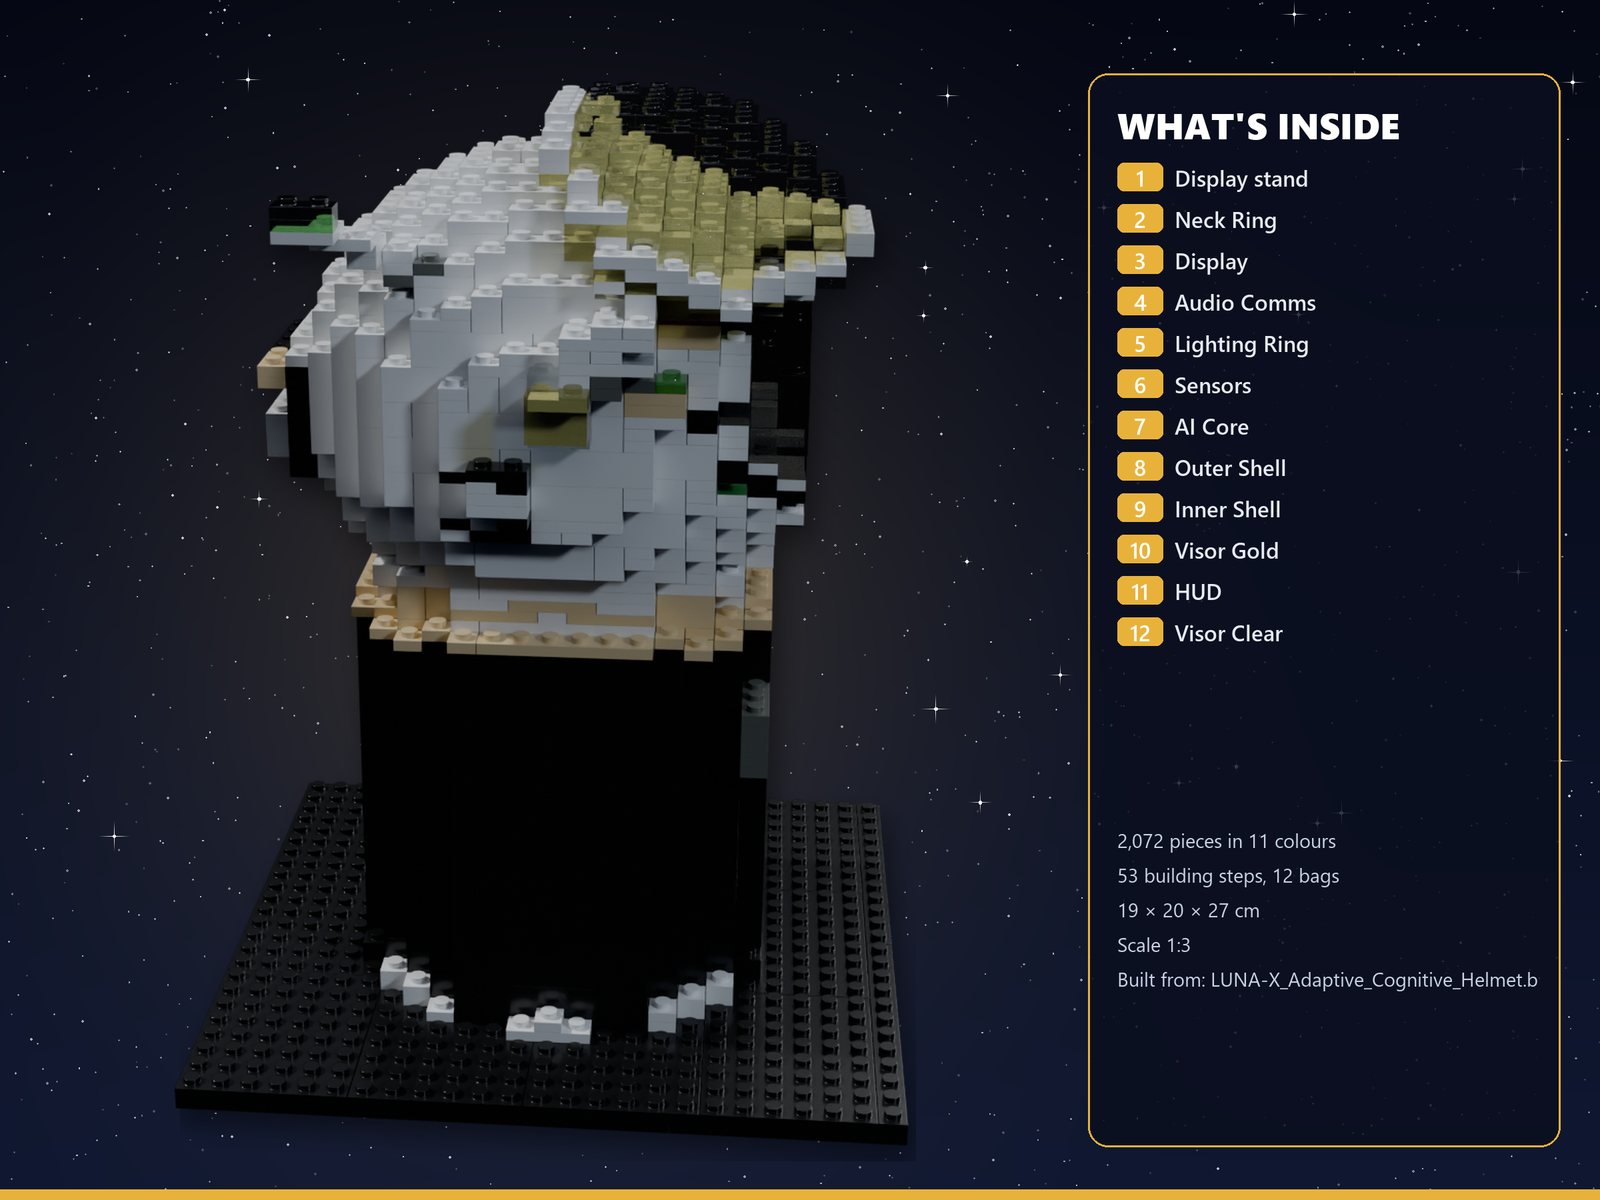 WHAT'S INSIDE
1 Display stand
2 Neck Ring
3 Display
4 Audio Comms
5 Lighting Ring
6 Sensors
7 AI Core
8 Outer Shell
9 Inner Shell
10 Visor Gold
11 HUD
12 Visor Clear
2,072 pieces in 11 colours
53 building steps, 12 bags
19 × 20 × 27 cm
Scale 1:3
Built from: LUNA-X_Adaptive_Cognitive_Helmet.b